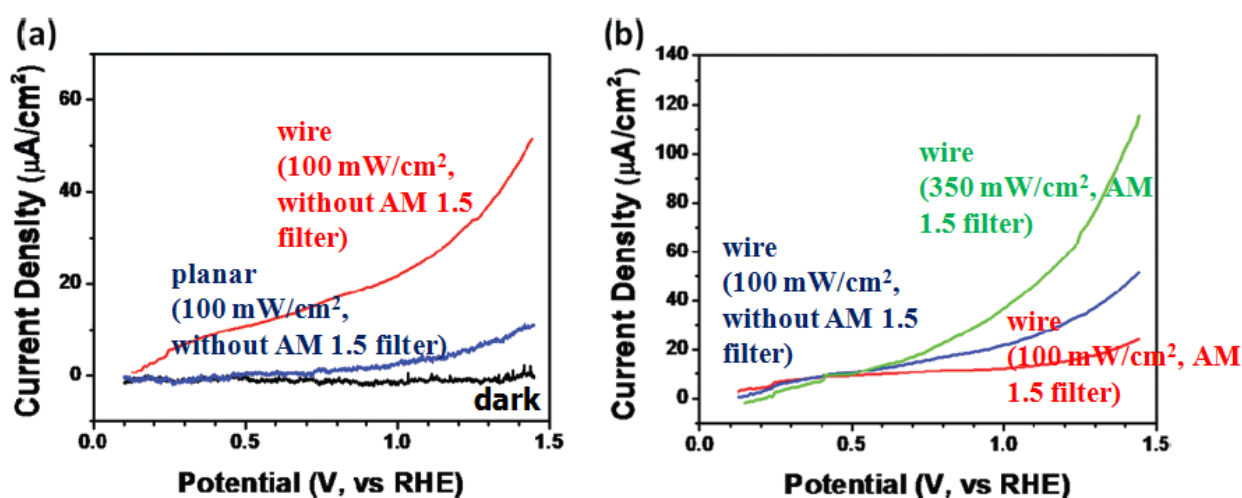 (a)
Current Density (μA/cm²)
60
40
20
0
wire
(100 mW/cm²,
without AM 1.5
filter)
planar
(100 mW/cm²,
without AM 1.5 filter)
dark
0.0 0.5 1.0 1.5
Potential (V, vs RHE)
(b)
Current Density (μA/cm²)
140
120
100
80
60
40
20
0
wire
(350 mW/cm², AM
1.5 filter)
wire
(100 mW/cm²,
without AM 1.5
filter)
wire
(100 mW/cm², AM
1.5 filter)
0.0 0.5 1.0 1.5
Potential (V, vs RHE)